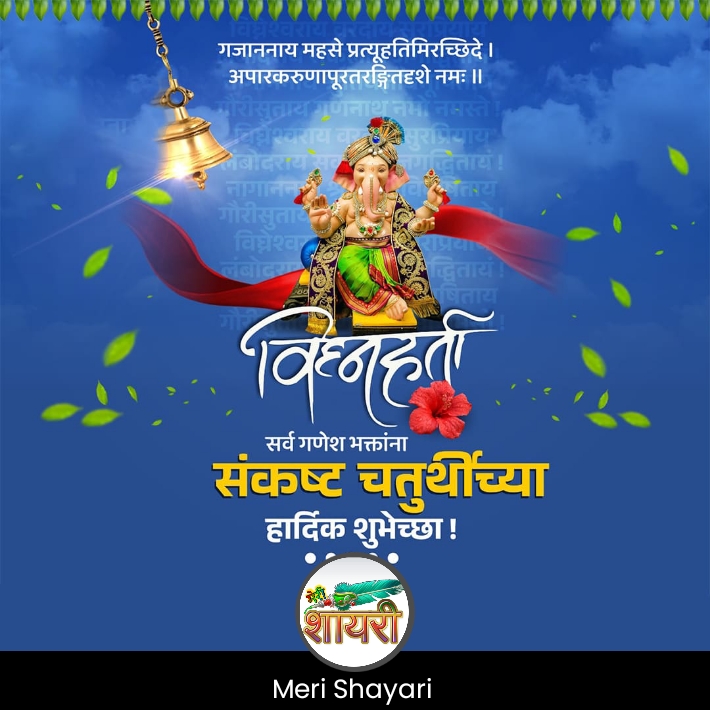 गजाननाय महसे प्रत्यूहतिमिरच्छिदे ।
अपारकरुणापूरतरङ्गितदृशे नमः ॥
विघ्नहर्ता
सर्व गणेश भक्तांना
संकष्ट चतुर्थीच्या
हार्दिक शुभेच्छा !
मेरी
शायरी
Meri Shayari